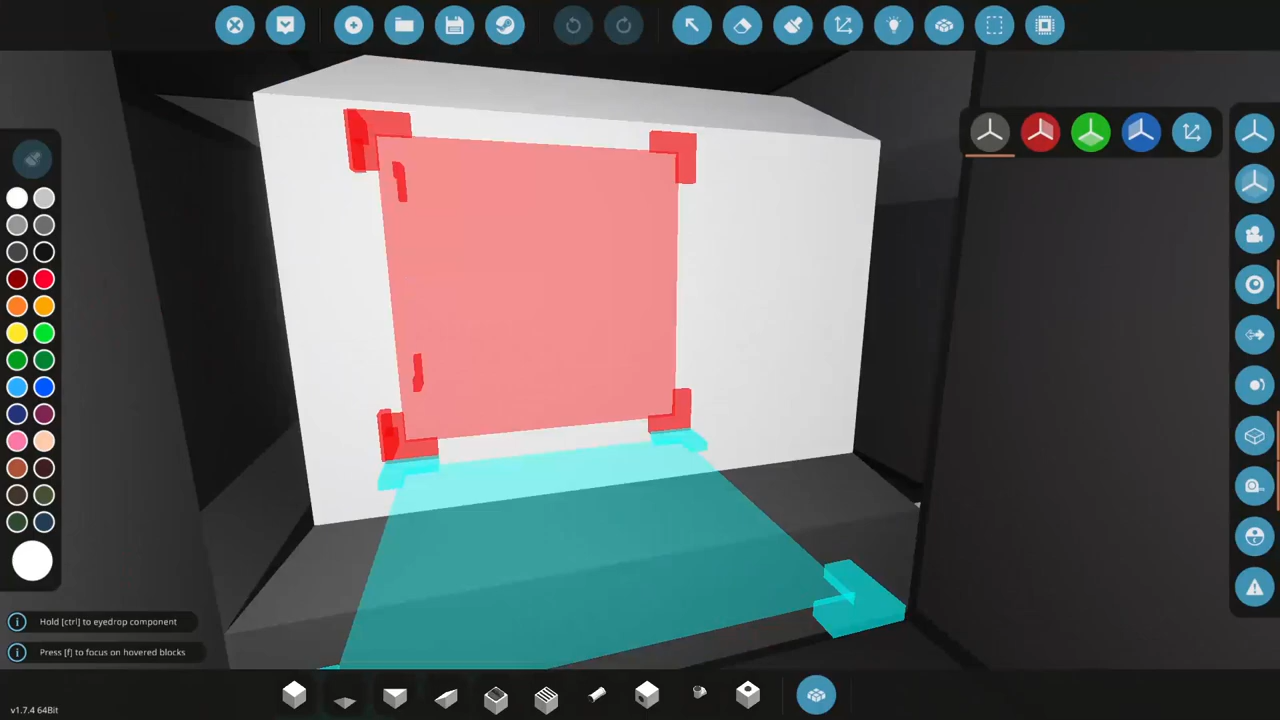 Hold [ctrl] to eyedrop component
Press [f] to focus on hovered blocks
v1.7.4 64Bit